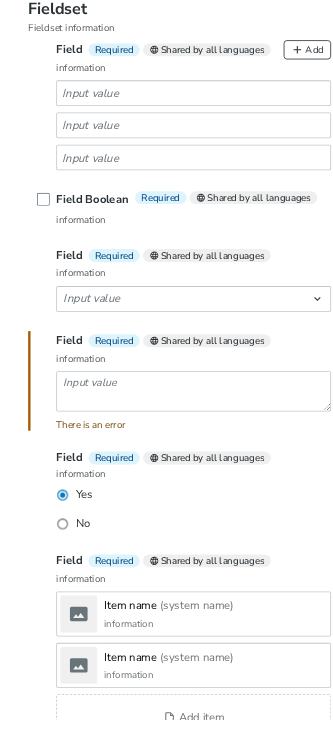 Fieldset
Fieldset information
Field Required Shared by all languages + Add
information
Input value
Input value
Input value
Field Boolean Required Shared by all languages
information
Field Required Shared by all languages
information
Input value
Field Required Shared by all languages
information
Input value
There is an error
Field Required Shared by all languages
information
Yes
No
Field Required Shared by all languages
information
Item name (system name)
information
Item name (system name)
information
Add item